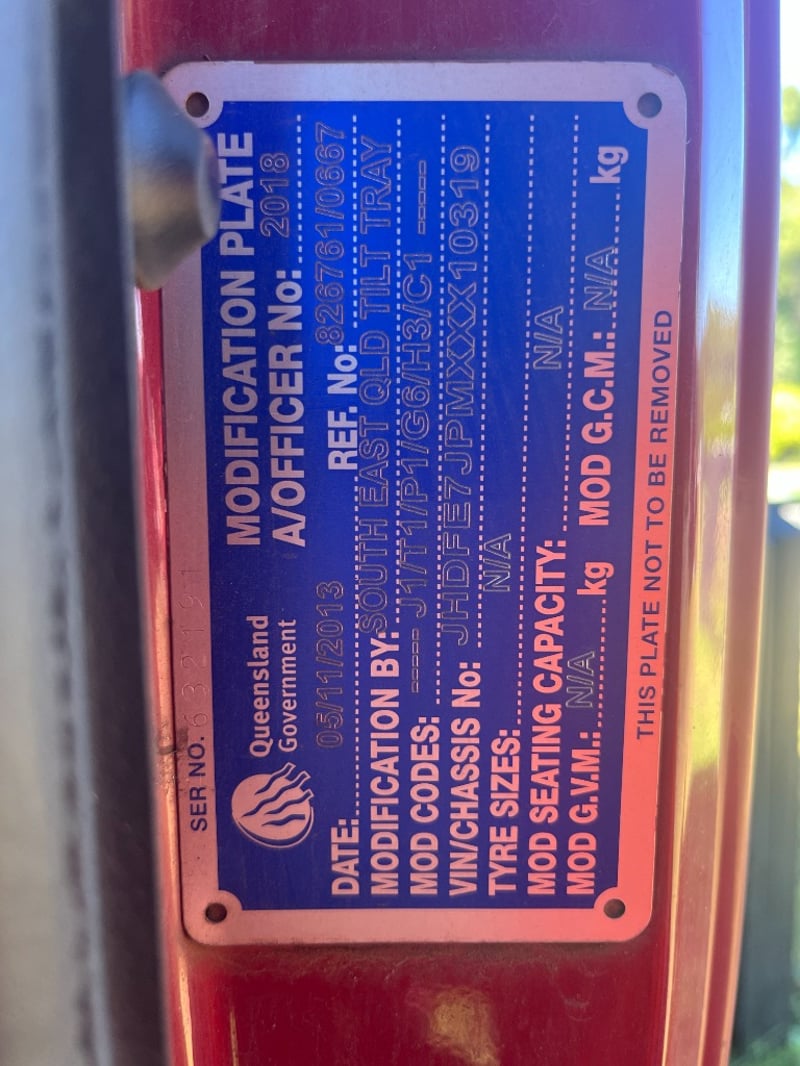 SER NO. 632191
Queensland
Government
MODIFICATION PLATE
A/OFFICER No: 2018
DATE: 05/11/2013 REF. No: 826761/0667
MODIFICATION BY: SOUTH EAST QLD TILT TRAY
MOD CODES: ----- J1/T1/P1/G6/H3/C1 -----
VIN/CHASSIS No: JHDFE7JPMXXX10319
TYRE SIZES: N/A
MOD SEATING CAPACITY: N/A
MOD G.V.M.: N/A kg MOD G.C.M.: N/A kg
THIS PLATE NOT TO BE REMOVED